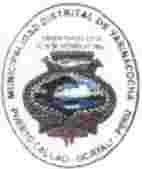 MUNICIPALIDAD DISTRITAL DE YARINACOCHA
PUERTO CALLAO - UCAYALI - PERU